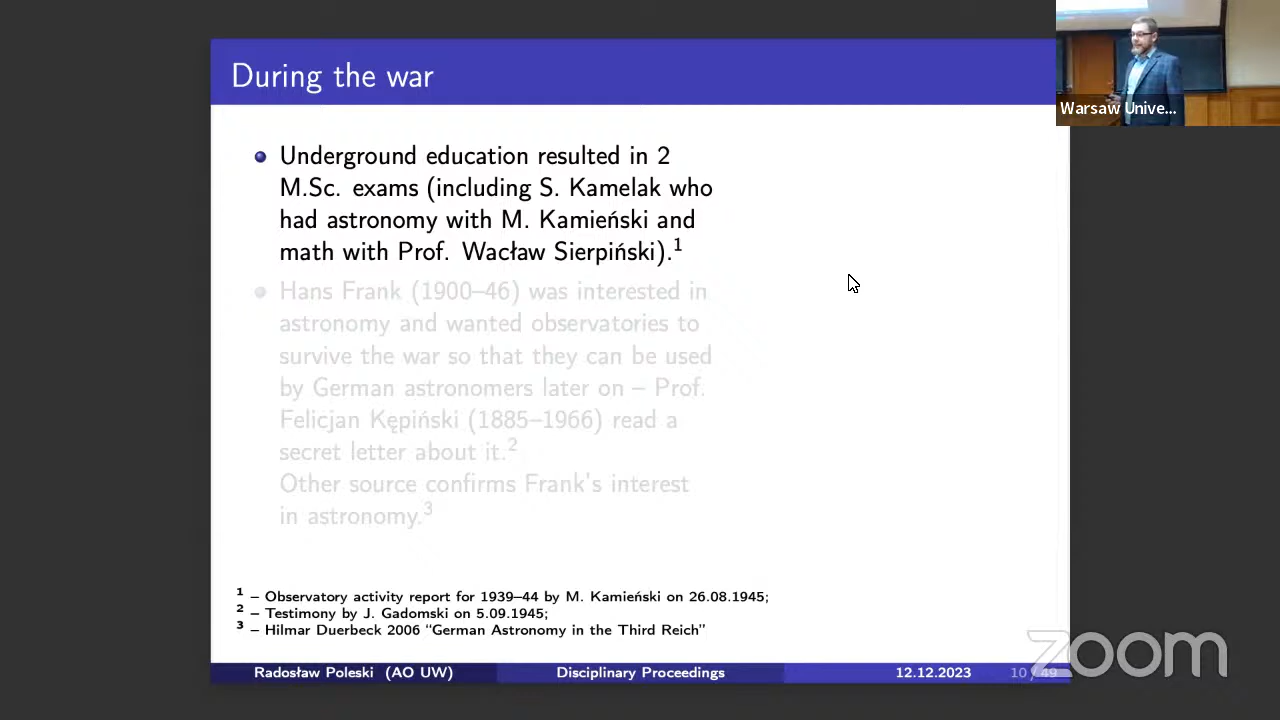 During the war
Warsaw Unive...
Underground education resulted in 2
M.Sc. exams (including S. Kamelak who
had astronomy with M. Kamieński and
math with Prof. Wacław Sierpiński).1
Hans Frank (1900–46) was interested in
astronomy and wanted observatories to
survive the war so that they can be used
by German astronomers later on – Prof.
Felicjan Kępiński (1885–1966) read a
secret letter about it.2
Other source confirms Frank's interest
in astronomy.3
1 – Observatory activity report for 1939–44 by M. Kamieński on 26.08.1945;
2 – Testimony by J. Gadomski on 5.09.1945;
3 – Hilmar Duerbeck 2006 “German Astronomy in the Third Reich”
Radosław Poleski (AO UW) Disciplinary Proceedings 12.12.2023 10 / 49
zoom